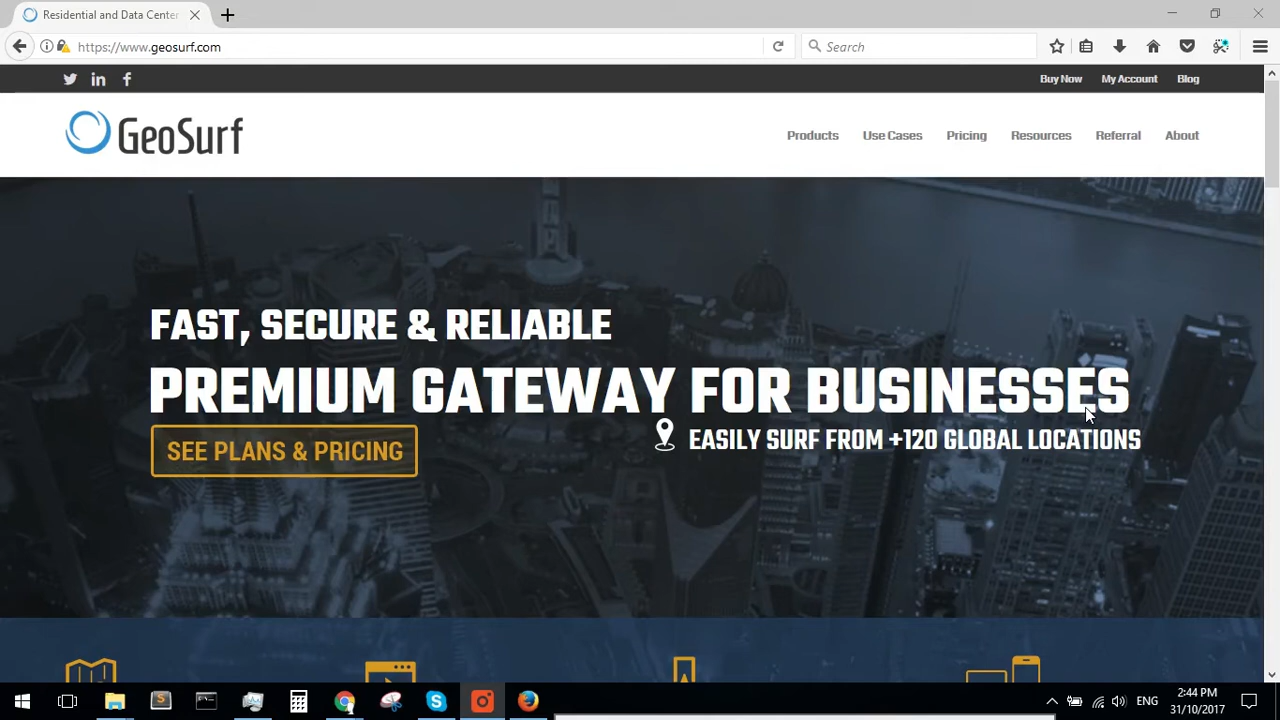 Residential and Data Center
https://www.geosurf.com
Search
Buy Now
My Account
Blog
GeoSurf
Products
Use Cases
Pricing
Resources
Referral
About
FAST, SECURE & RELIABLE
PREMIUM GATEWAY FOR BUSINESSES
SEE PLANS & PRICING
EASILY SURF FROM +120 GLOBAL LOCATIONS
ENG
2:44 PM
31/10/2017